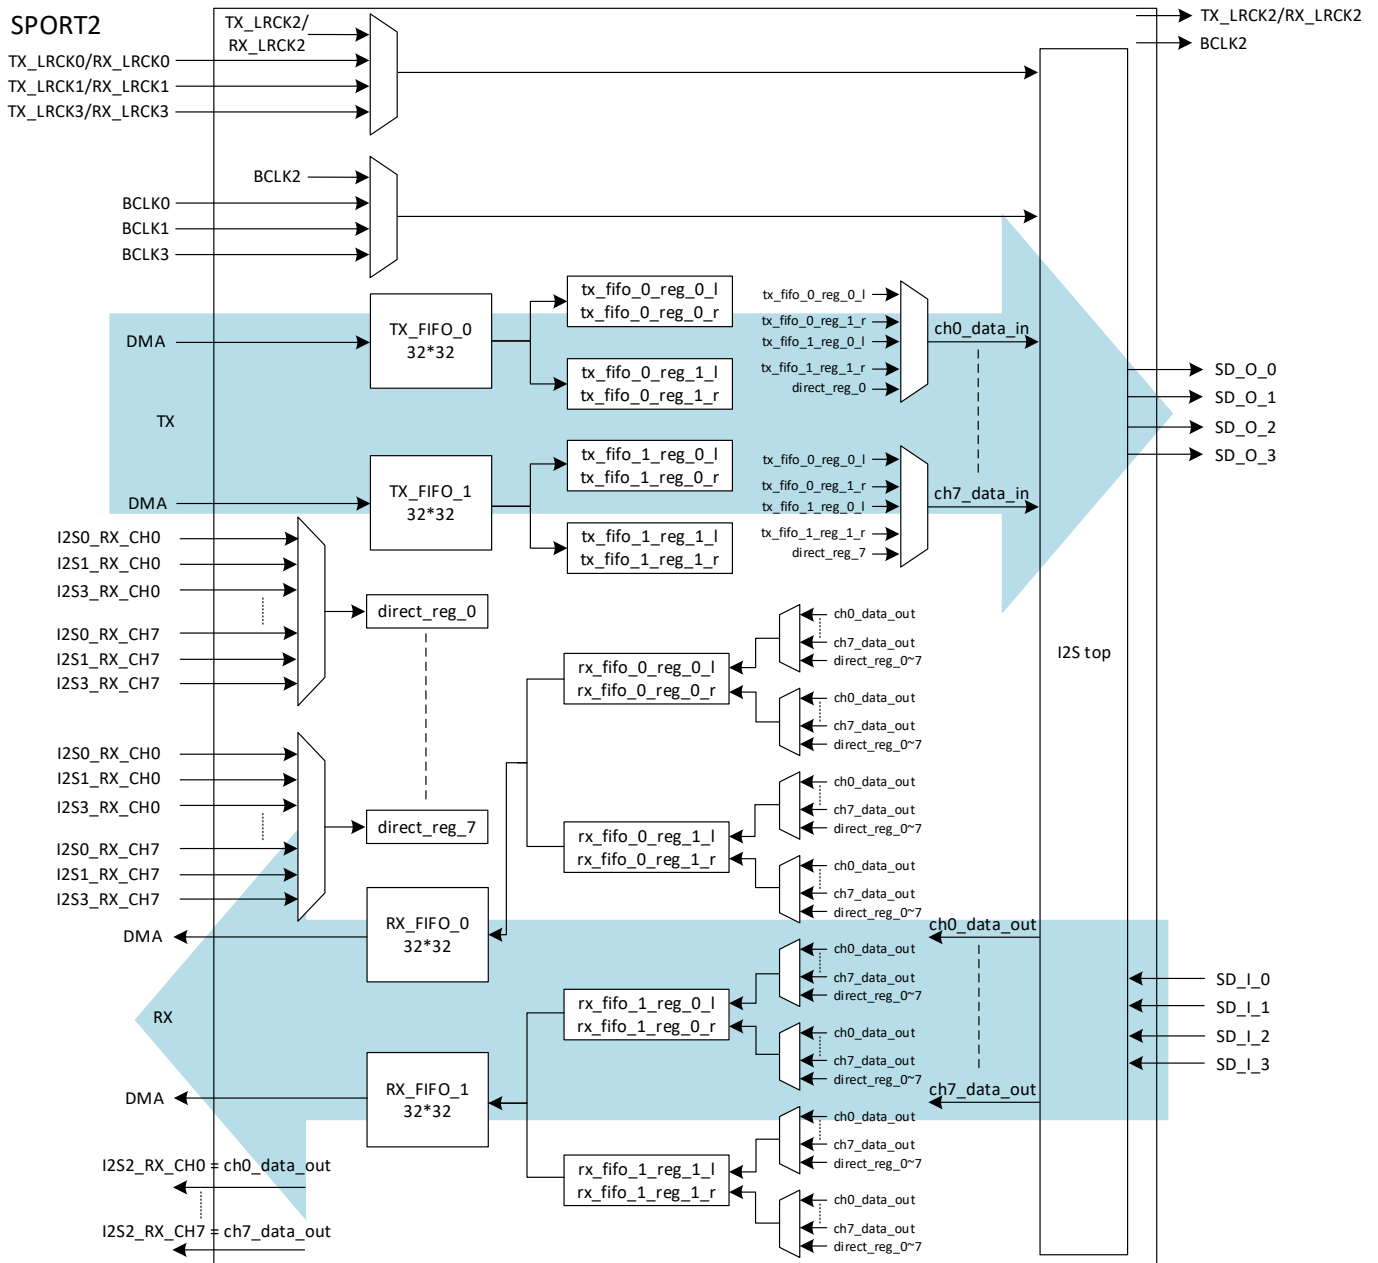 SPORT2
TX_LRCK2/
RX_LRCK2
TX_LRCK0/RX_LRCK0
TX_LRCK1/RX_LRCK1
TX_LRCK3/RX_LRCK3
TX_LRCK2/RX_LRCK2
BCLK2
BCLK2
BCLK0
BCLK1
BCLK3
DMA
TX
DMA
TX_FIFO_0
32*32
TX_FIFO_1
32*32
tx_fifo_0_reg_0_l
tx_fifo_0_reg_0_r
tx_fifo_0_reg_1_l
tx_fifo_0_reg_1_r
tx_fifo_1_reg_0_l
tx_fifo_1_reg_0_r
tx_fifo_1_reg_1_l
tx_fifo_1_reg_1_r
tx_fifo_0_reg_0_l
tx_fifo_0_reg_1_r
tx_fifo_1_reg_0_l
tx_fifo_1_reg_1_r
direct_reg_0
ch0_data_in
tx_fifo_0_reg_0_l
tx_fifo_0_reg_1_r
tx_fifo_1_reg_0_l
tx_fifo_1_reg_1_r
direct_reg_7
ch7_data_in
SD_O_0
SD_O_1
SD_O_2
SD_O_3
I2S top
I2S0_RX_CH0
I2S1_RX_CH0
I2S3_RX_CH0
I2S0_RX_CH7
I2S1_RX_CH7
I2S3_RX_CH7
direct_reg_0
I2S0_RX_CH0
I2S1_RX_CH0
I2S3_RX_CH0
I2S0_RX_CH7
I2S1_RX_CH7
I2S3_RX_CH7
direct_reg_7
rx_fifo_0_reg_0_l
rx_fifo_0_reg_0_r
ch0_data_out
ch7_data_out
direct_reg_0~7
ch0_data_out
ch7_data_out
direct_reg_0~7
rx_fifo_0_reg_1_l
rx_fifo_0_reg_1_r
ch0_data_out
ch7_data_out
direct_reg_0~7
ch0_data_out
ch7_data_out
direct_reg_0~7
DMA
RX
DMA
RX_FIFO_0
32*32
RX_FIFO_1
32*32
rx_fifo_1_reg_0_l
rx_fifo_1_reg_0_r
ch0_data_out
ch7_data_out
direct_reg_0~7
ch0_data_out
ch7_data_out
direct_reg_0~7
rx_fifo_1_reg_1_l
rx_fifo_1_reg_1_r
ch0_data_out
ch7_data_out
direct_reg_0~7
ch0_data_out
ch7_data_out
direct_reg_0~7
ch0_data_out
ch7_data_out
SD_I_0
SD_I_1
SD_I_2
SD_I_3
I2S2_RX_CH0 = ch0_data_out
I2S2_RX_CH7 = ch7_data_out